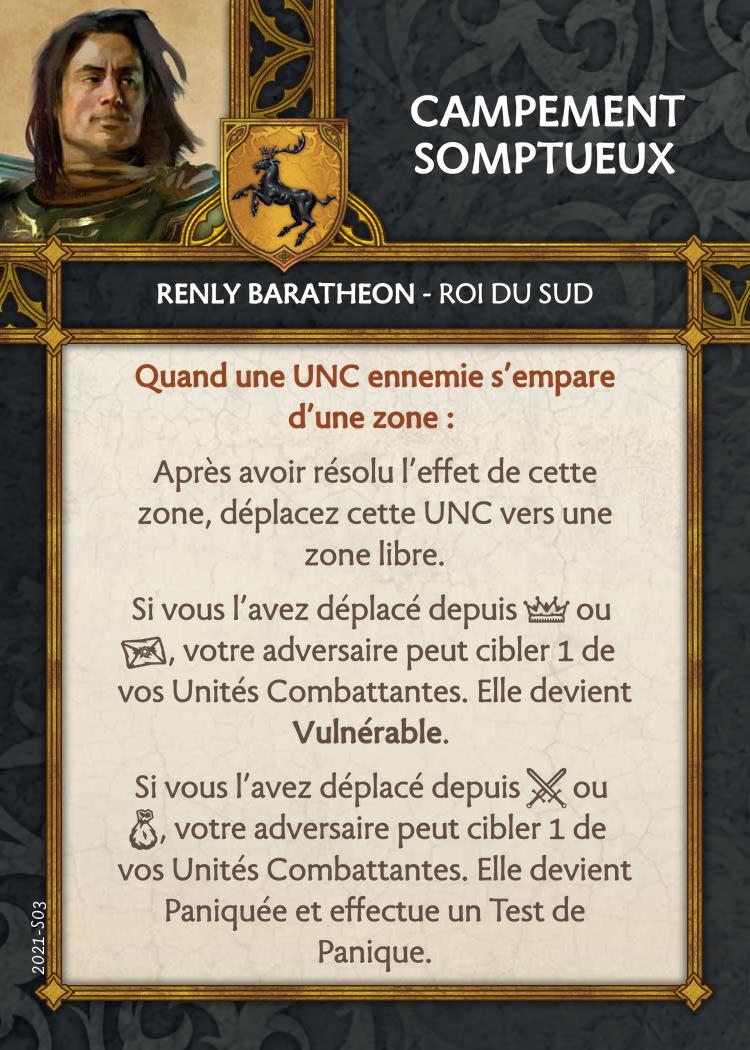 CAMPEMENT
SOMPTUEUX
RENLY BARATHEON - ROI DU SUD
Quand une UNC ennemie s'empare
d'une zone :
Après avoir résolu l'effet de cette
zone, déplacez cette UNC vers une
zone libre.
Si vous l'avez déplacé depuis ou
, votre adversaire peut cibler 1 de
vos Unités Combattantes. Elle devient
Vulnérable.
Si vous l'avez déplacé depuis ou
, votre adversaire peut cibler 1 de
vos Unités Combattantes. Elle devient
Paniquée et effectue un Test de
Panique.
2021-S03